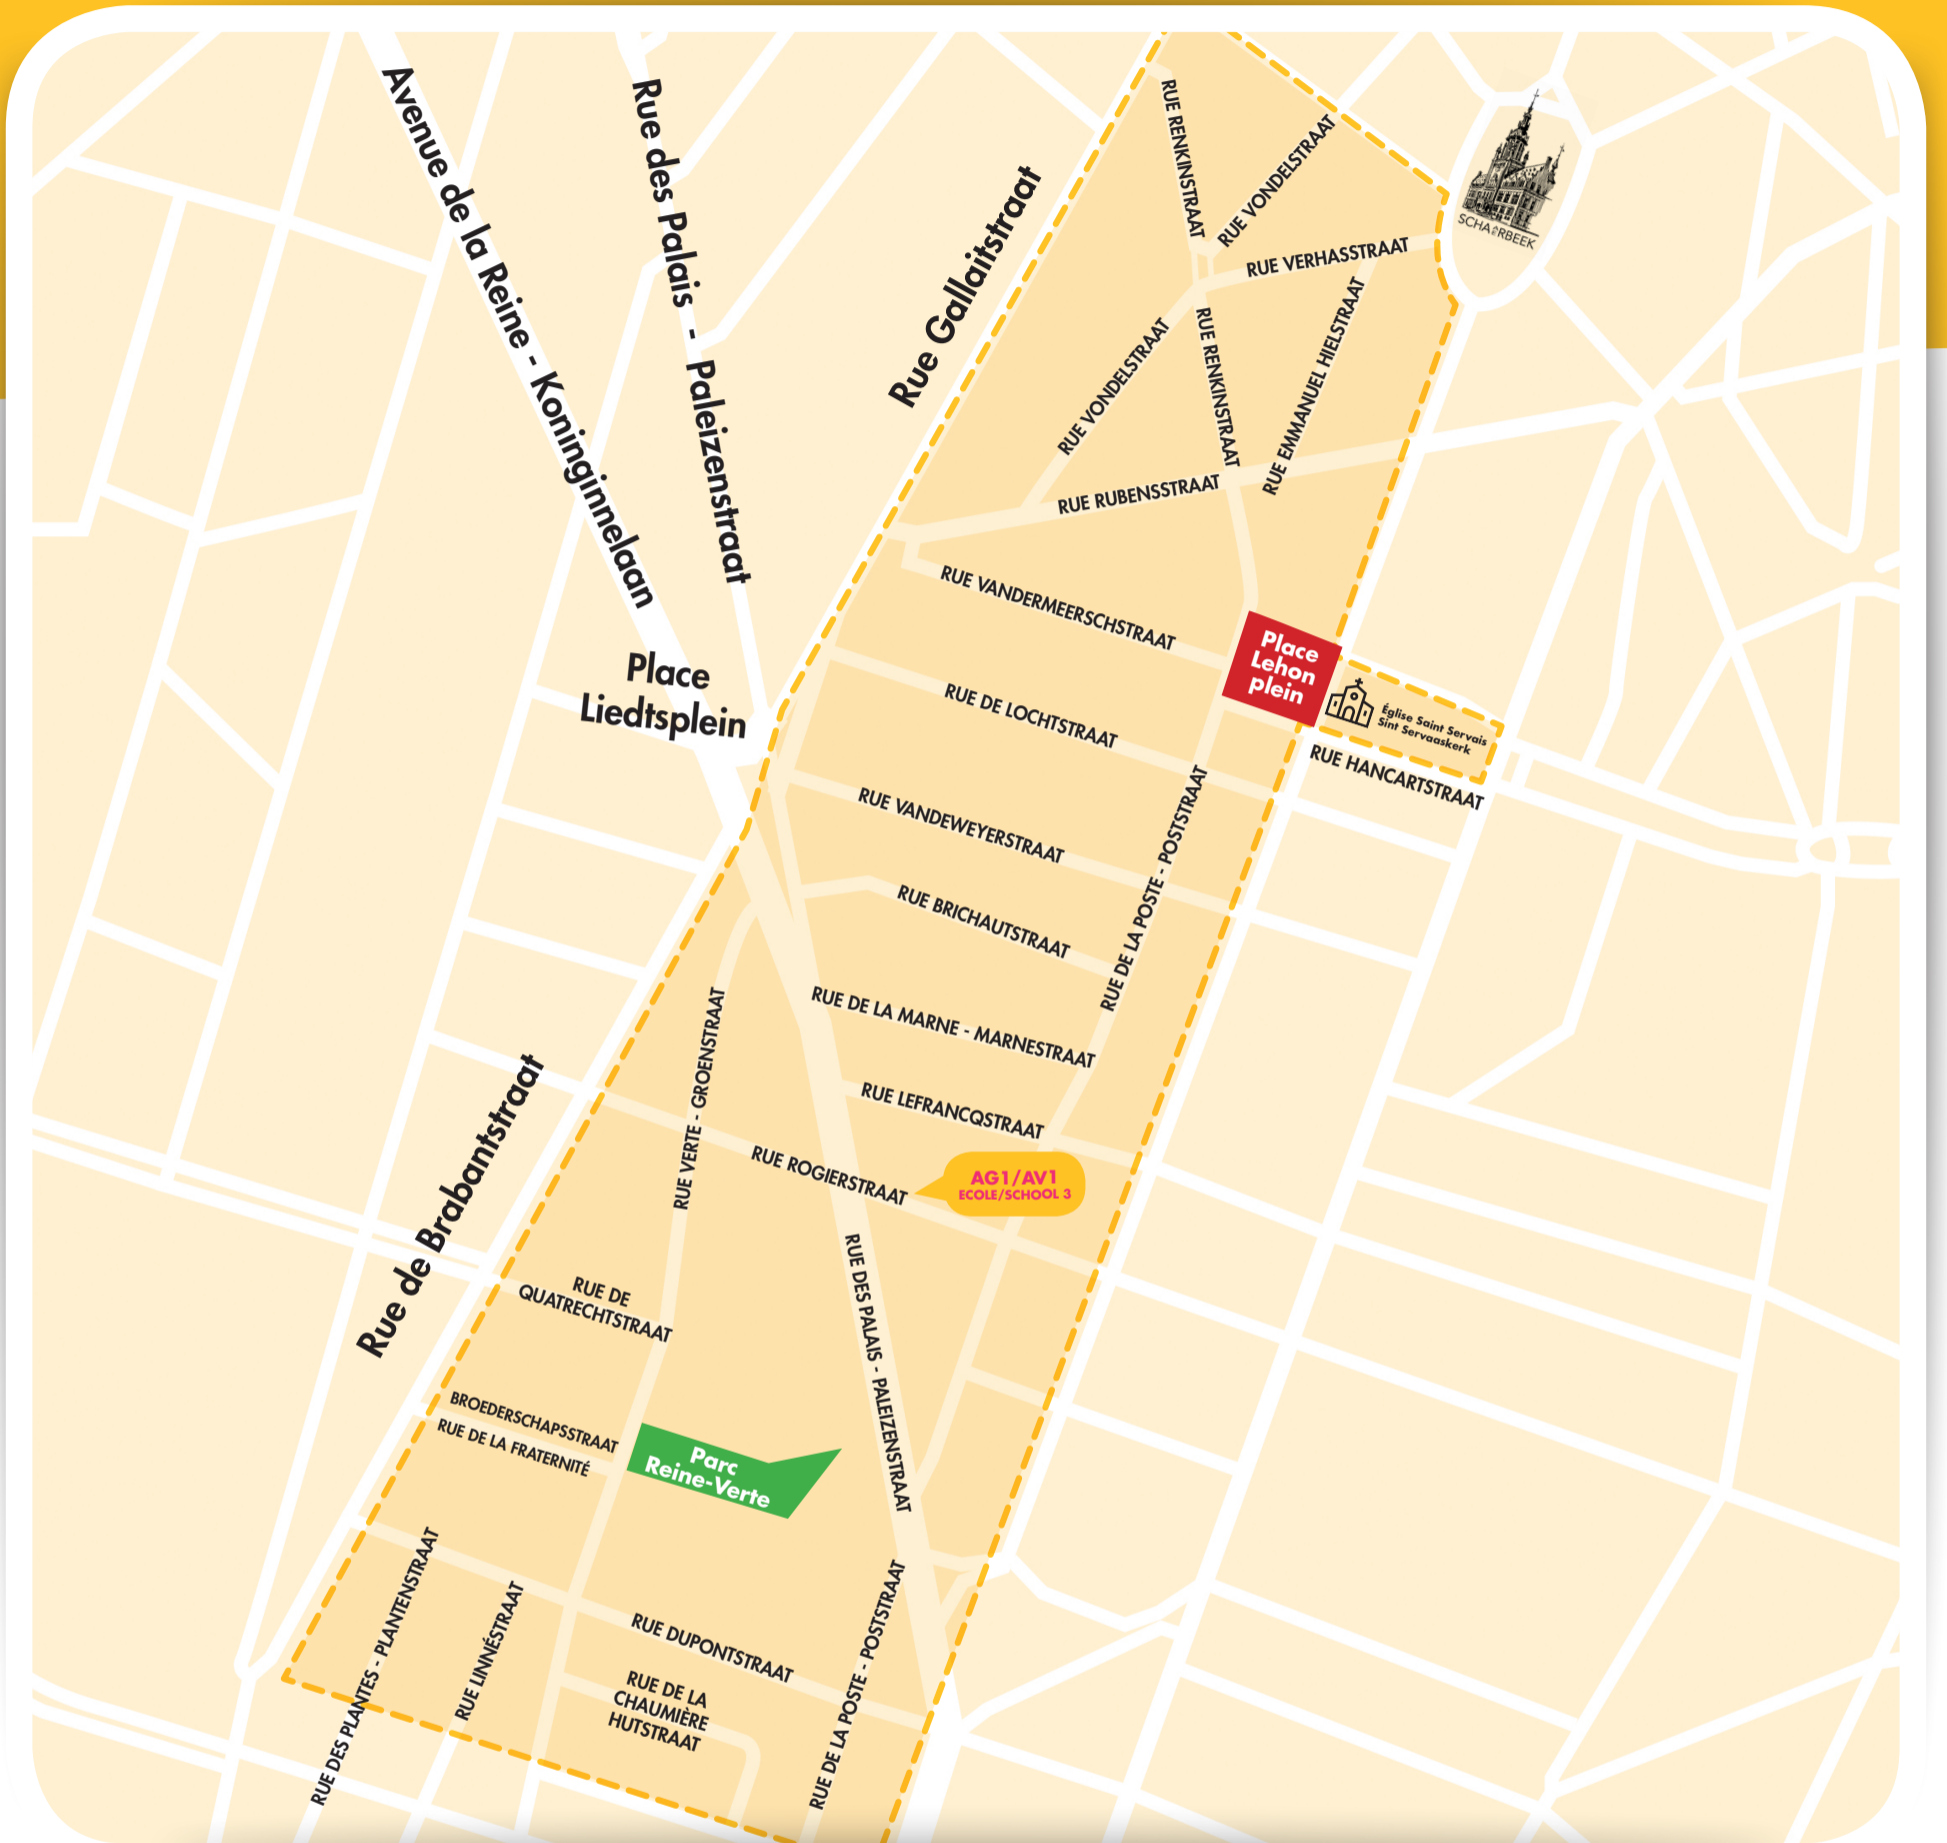 Avenue de la Reine - Koninginnelaan
Rue des Palais - Paleizenstraat
Rue Gallaitstraat
RUE RENKINSTRAAT
RUE VONDELSTRAAT
SCHAERBEEK
RUE VERHASSTRAAT
RUE VONDELSTRAAT
RUE RENKINSTRAAT
RUE EMMANUEL HIELSTRAAT
RUE RUBENSSTRAAT
RUE VANDERMEERSCHSTRAAT
Place
Lehon
plein
Église Saint Servais
Sint Servaaskerk
Place
Liedtsplein
RUE DE LOCHTSTRAAT
RUE HANCARTSTRAAT
RUE VANDEWEYERSTRAAT
RUE DE LA POSTE - POSTSTRAAT
RUE BRICHAUTSTRAAT
RUE DE LA MARNE - MARNESTRAAT
RUE VERTE - GROENSTRAAT
RUE LEFRANCQSTRAAT
Rue de Brabantstraat
RUE ROGIERSTRAAT
AG1/AV1
ECOLE/SCHOOL 3
RUE DES PALAIS - PALEIZENSTRAAT
RUE DE
QUATRECHTSTRAAT
BROEDERSCHAPSSTRAAT
RUE DE LA FRATERNITÉ
Parc
Reine-Verte
RUE DES PLANTES - PLANTENSTRAAT
RUE LINNÉSTRAAT
RUE DUPONTSTRAAT
RUE DE LA POSTE - POSTSTRAAT
RUE DE LA
CHAUMIÈRE
HUTSTRAAT